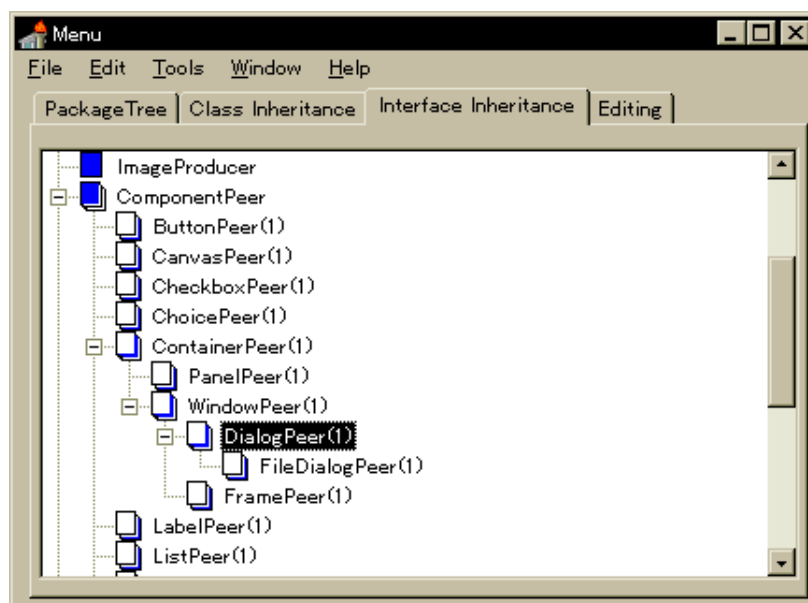 Menu
File Edit Tools Window Help
PackageTree Class Inheritance Interface Inheritance Editing
ImageProducer
ComponentPeer
ButtonPeer(1)
CanvasPeer(1)
CheckboxPeer(1)
ChoicePeer(1)
ContainerPeer(1)
PanelPeer(1)
WindowPeer(1)
DialogPeer(1)
FileDialogPeer(1)
FramePeer(1)
LabelPeer(1)
ListPeer(1)